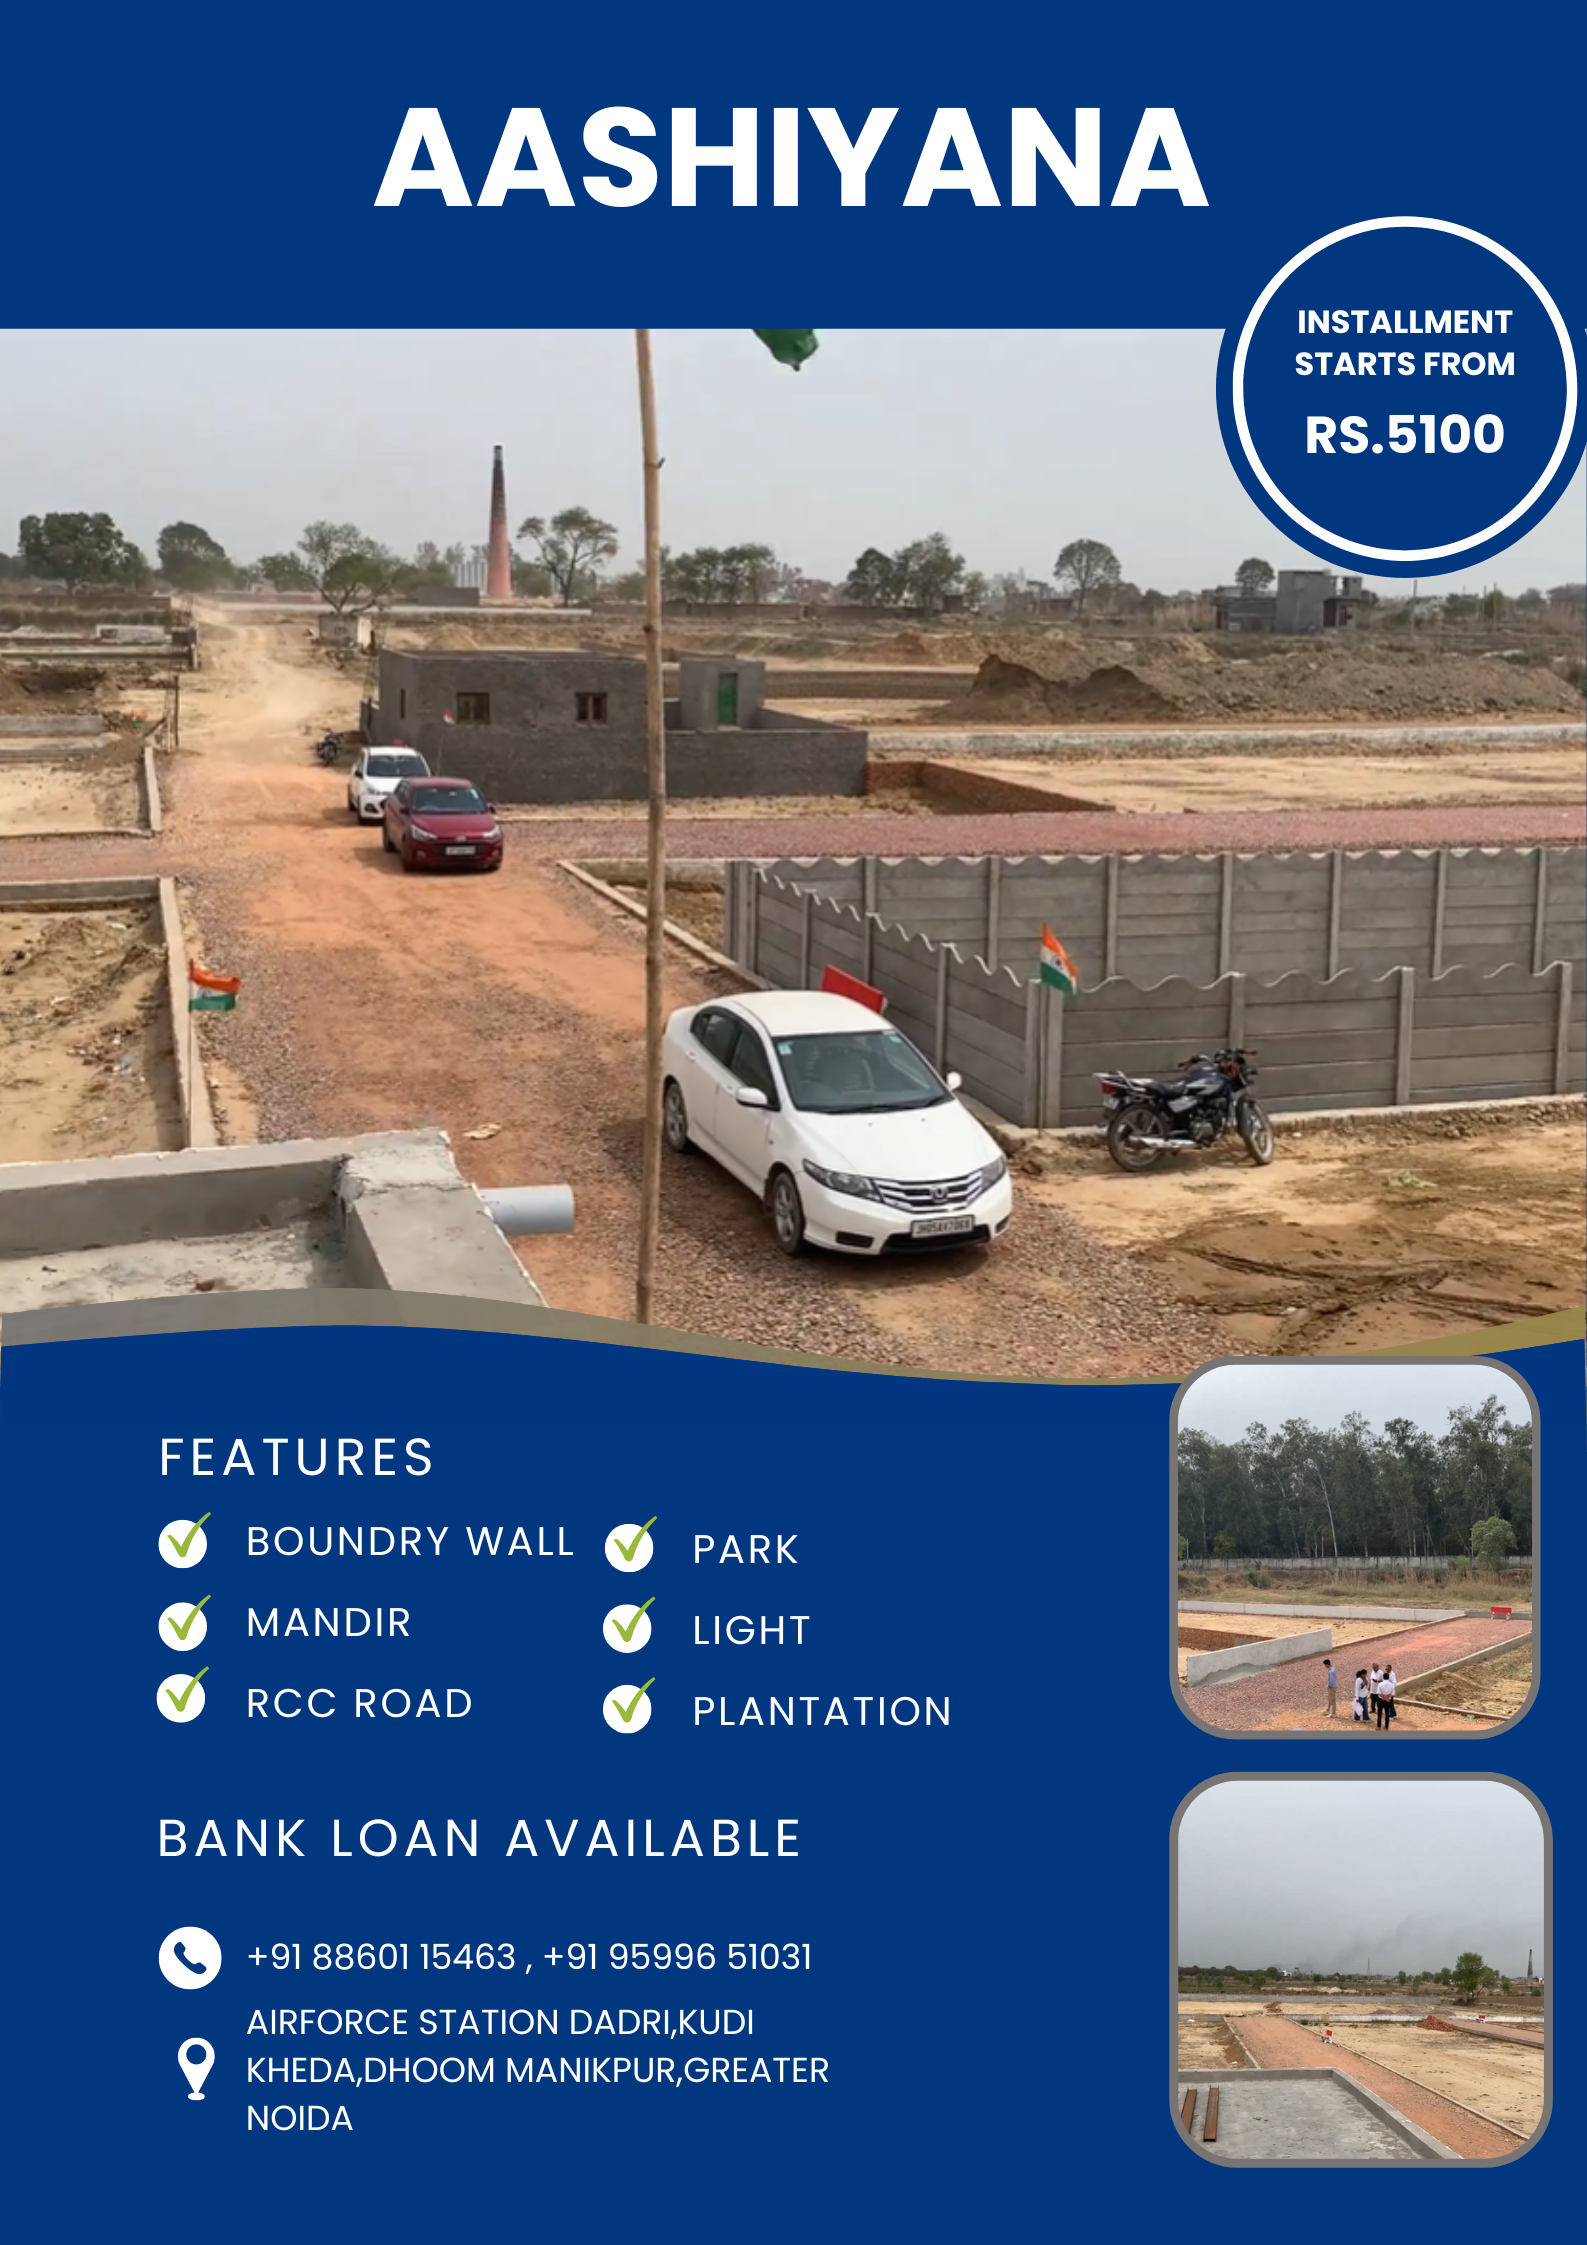 AASHIYANA
INSTALLMENT
STARTS FROM
RS.5100
FEATURES
BOUNDRY WALL
MANDIR
RCC ROAD
PARK
LIGHT
PLANTATION
BANK LOAN AVAILABLE
+91 88601 15463 , +91 95996 51031
AIRFORCE STATION DADRI,KUDI
KHEDA,DHOOM MANIKPUR,GREATER
NOIDA